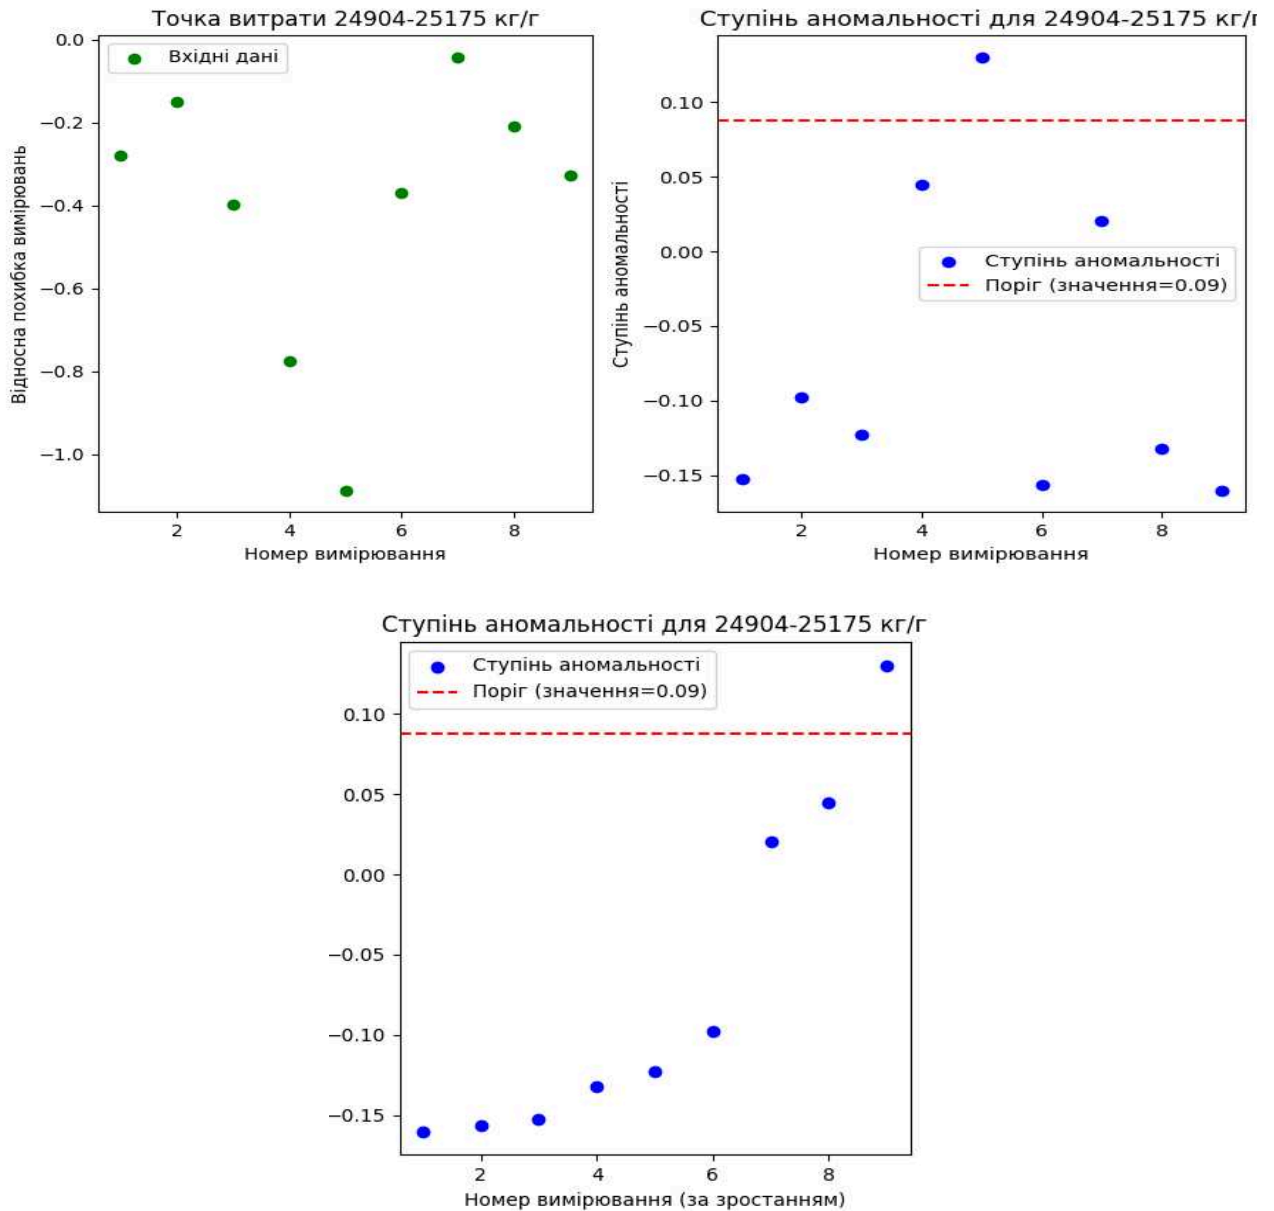 Точка витрати 24904-25175 кг/г
Вхідні дані
0.0
−0.2
−0.4
−0.6
−0.8
−1.0
Відносна похибка вимірювань
2 4 6 8
Номер вимірювання
Ступінь аномальності для 24904-25175 кг/г
0.10
0.05
0.00
−0.05
−0.10
−0.15
Ступінь аномальності
Ступінь аномальності
Поріг (значення=0.09)
2 4 6 8
Номер вимірювання
Ступінь аномальності для 24904-25175 кг/г
Ступінь аномальності
Поріг (значення=0.09)
0.10
0.05
0.00
−0.05
−0.10
−0.15
2 4 6 8
Номер вимірювання (за зростанням)